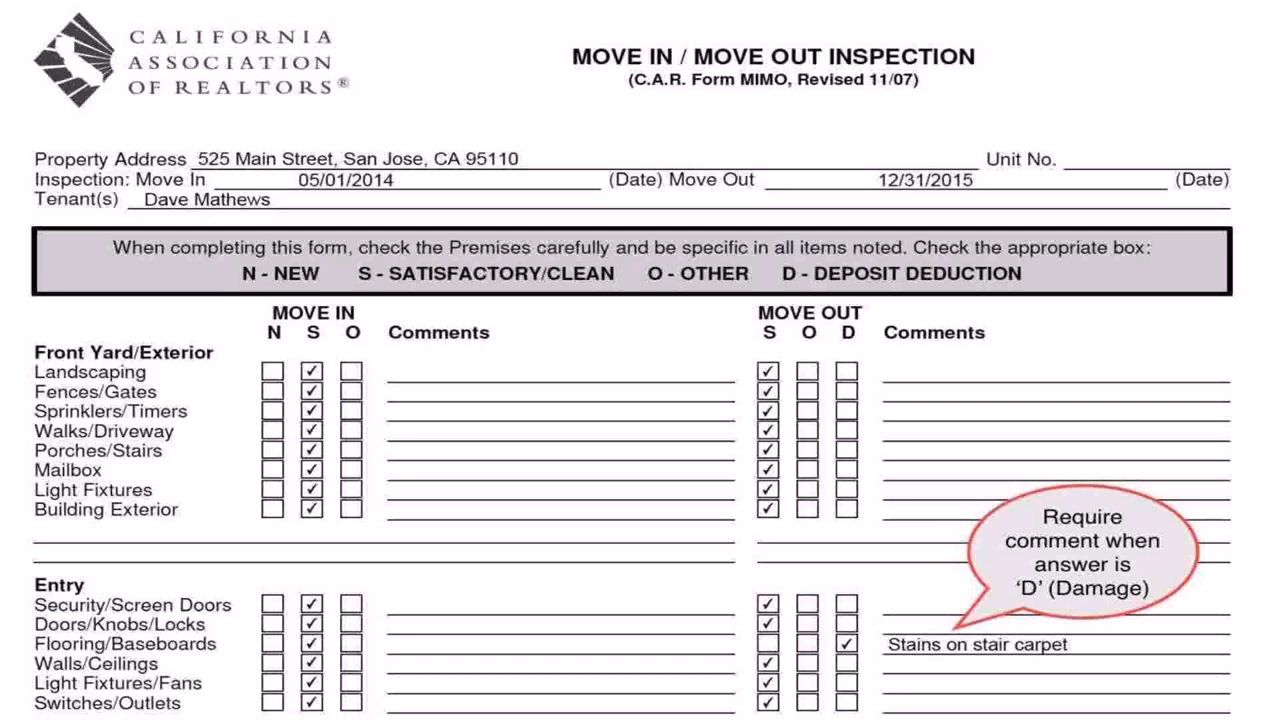 CALIFORNIA
ASSOCIATION
OF REALTORS®
MOVE IN / MOVE OUT INSPECTION
(C.A.R. Form MIMO, Revised 11/07)
Property Address 525 Main Street, San Jose, CA 95110 Unit No.
Inspection: Move In 05/01/2014 (Date) Move Out 12/31/2015 (Date)
Tenant(s) Dave Mathews
When completing this form, check the Premises carefully and be specific in all items noted. Check the appropriate box:
N - NEW S - SATISFACTORY/CLEAN O - OTHER D - DEPOSIT DEDUCTION
MOVE IN MOVE OUT
N S O Comments S O D Comments
Front Yard/Exterior
Landscaping ✓ ✓
Fences/Gates ✓ ✓
Sprinklers/Timers ✓ ✓
Walks/Driveway ✓ ✓
Porches/Stairs ✓ ✓
Mailbox ✓ ✓
Light Fixtures ✓ ✓
Building Exterior ✓ ✓
Require
comment when
answer is
‘D’ (Damage)
Entry
Security/Screen Doors ✓ ✓
Doors/Knobs/Locks ✓ ✓
Flooring/Baseboards ✓ ✓ Stains on stair carpet
Walls/Ceilings ✓ ✓
Light Fixtures/Fans ✓ ✓
Switches/Outlets ✓ ✓